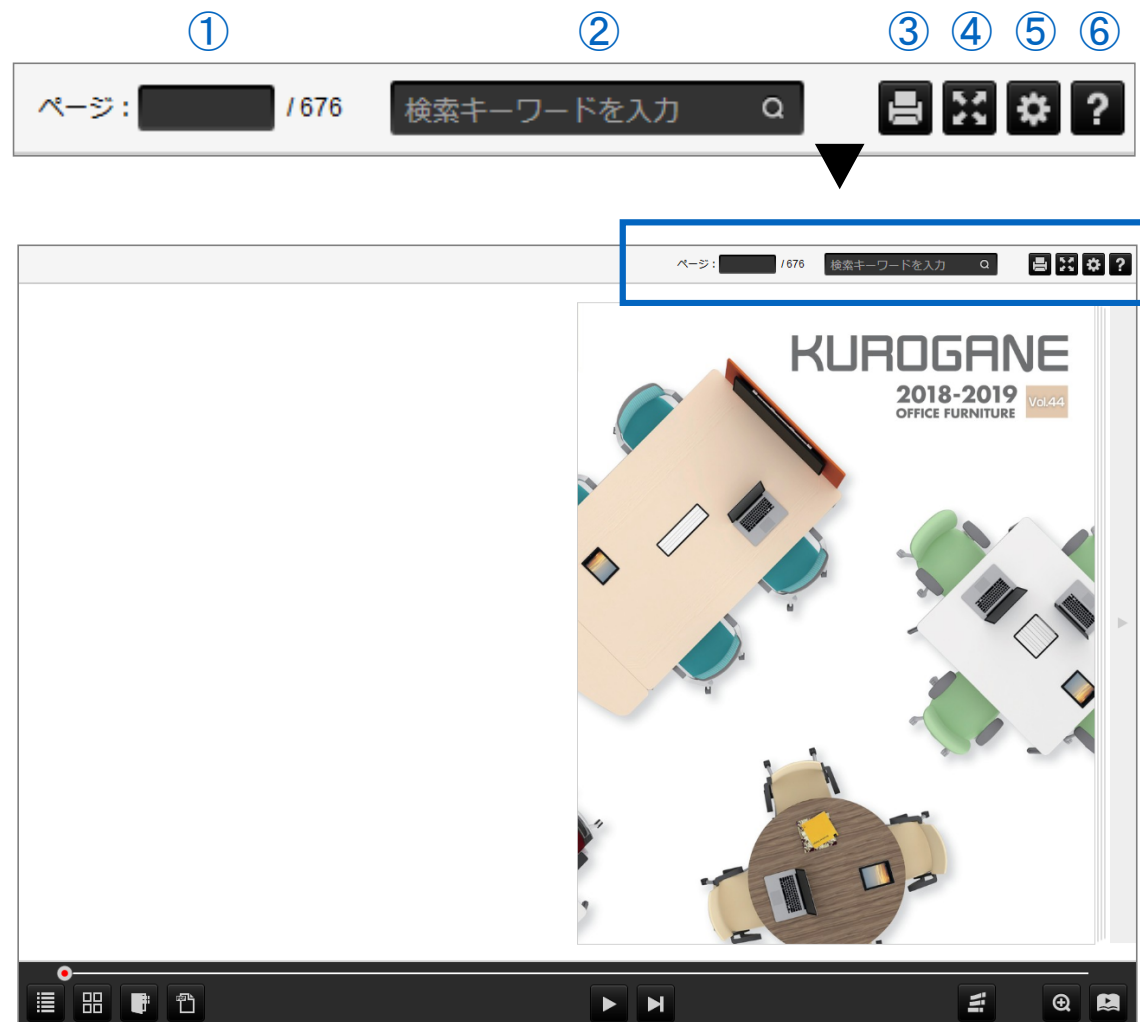 ① ② ③ ④ ⑤ ⑥
ページ : / 676 検索キーワードを入力 ?
ページ : / 676 検索キーワードを入力 ?
KUROGANE
2018-2019 Vol.44
OFFICE FURNITURE